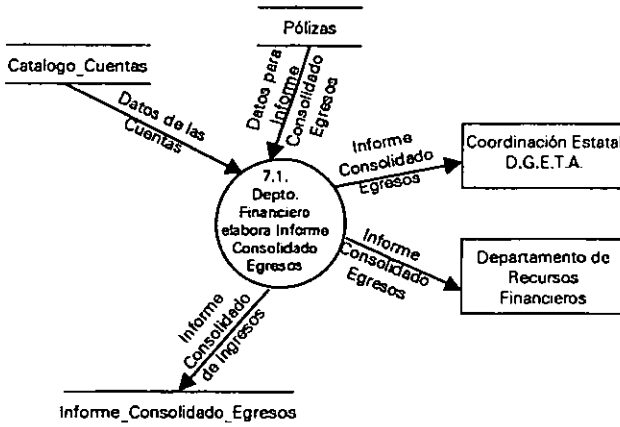 Pólizas
Catalogo_Cuentas
Datos para
Informe
Consolidado
Egresos
Datos de las
Cuentas
7.1.
Depto.
Financiero
elabora Informe
Consolidado
Egresos
Informe
Consolidado
Egresos
Coordinación Estatal
D.G.E.T.A.
Informe
Consolidado
Egresos
Departamento de
Recursos
Financieros
Informe
Consolidado
de Ingresos
Informe_Consolidado_Egresos